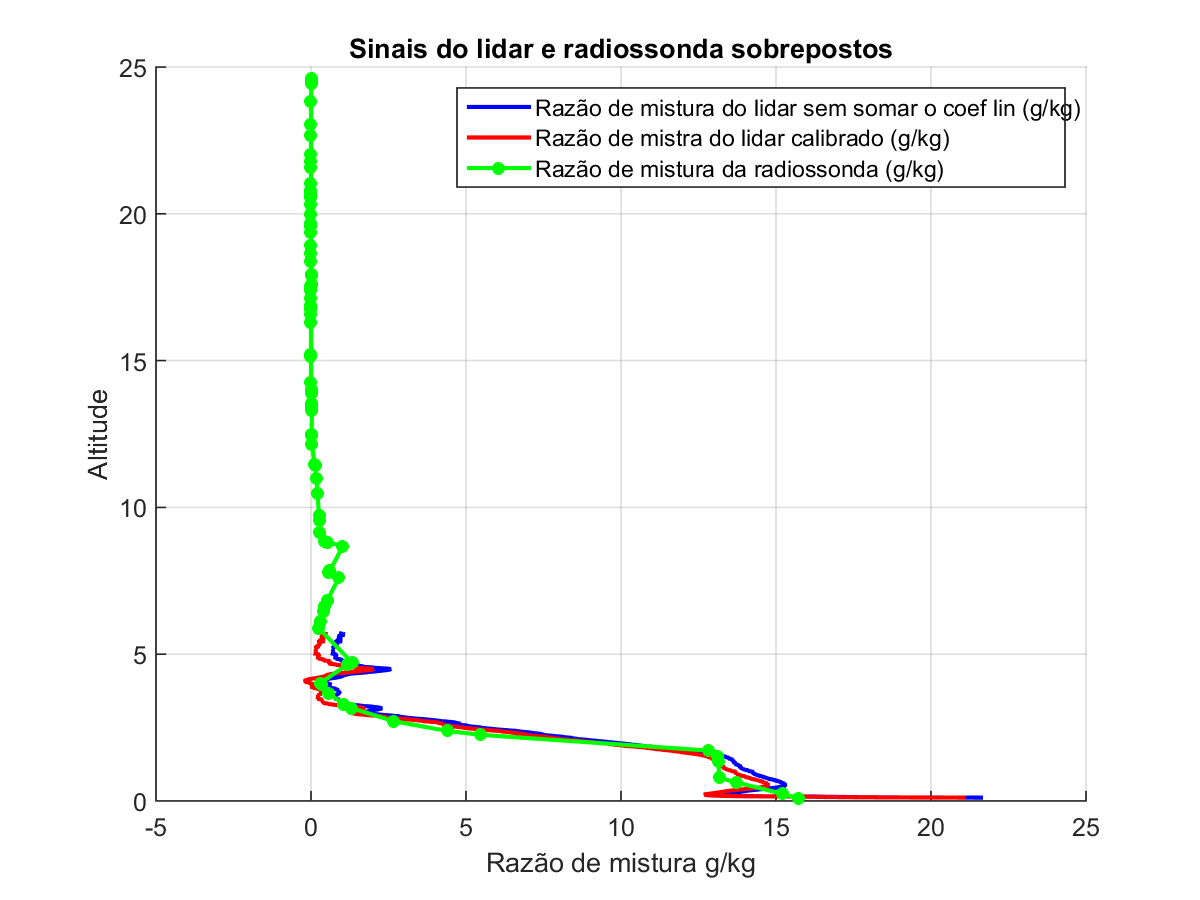 Sinais do lidar e radiossonda sobrepostos
25
Razão de mistura do lidar sem somar o coef lin (g/kg)
Razão de mistra do lidar calibrado (g/kg)
Razão de mistura da radiossonda (g/kg)
20
15
Altitude
10
5
0
-5 0 5 10 15 20 25
Razão de mistura g/kg